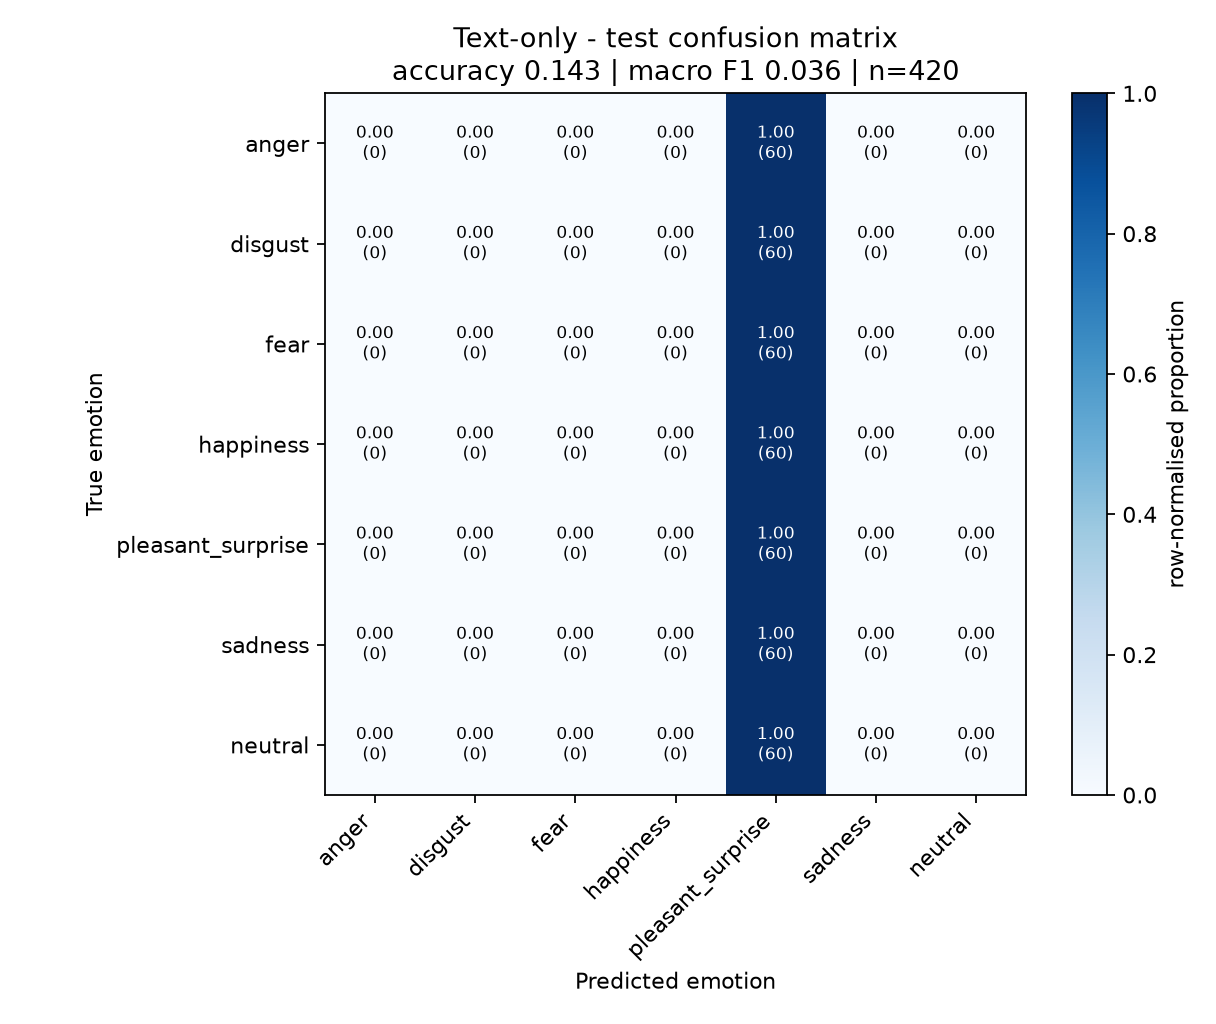 Text-only - test confusion matrix
accuracy 0.143 | macro F1 0.036 | n=420
True emotion
anger
0.00 0.00 0.00 0.00 1.00 0.00 0.00
(0) (0) (0) (0) (60) (0) (0)
disgust
0.00 0.00 0.00 0.00 1.00 0.00 0.00
(0) (0) (0) (0) (60) (0) (0)
fear
0.00 0.00 0.00 0.00 1.00 0.00 0.00
(0) (0) (0) (0) (60) (0) (0)
happiness
0.00 0.00 0.00 0.00 1.00 0.00 0.00
(0) (0) (0) (0) (60) (0) (0)
pleasant_surprise
0.00 0.00 0.00 0.00 1.00 0.00 0.00
(0) (0) (0) (0) (60) (0) (0)
sadness
0.00 0.00 0.00 0.00 1.00 0.00 0.00
(0) (0) (0) (0) (60) (0) (0)
neutral
0.00 0.00 0.00 0.00 1.00 0.00 0.00
(0) (0) (0) (0) (60) (0) (0)
anger disgust fear happiness pleasant_surprise sadness neutral
Predicted emotion
1.0
0.8
0.6
0.4
0.2
0.0
row-normalised proportion